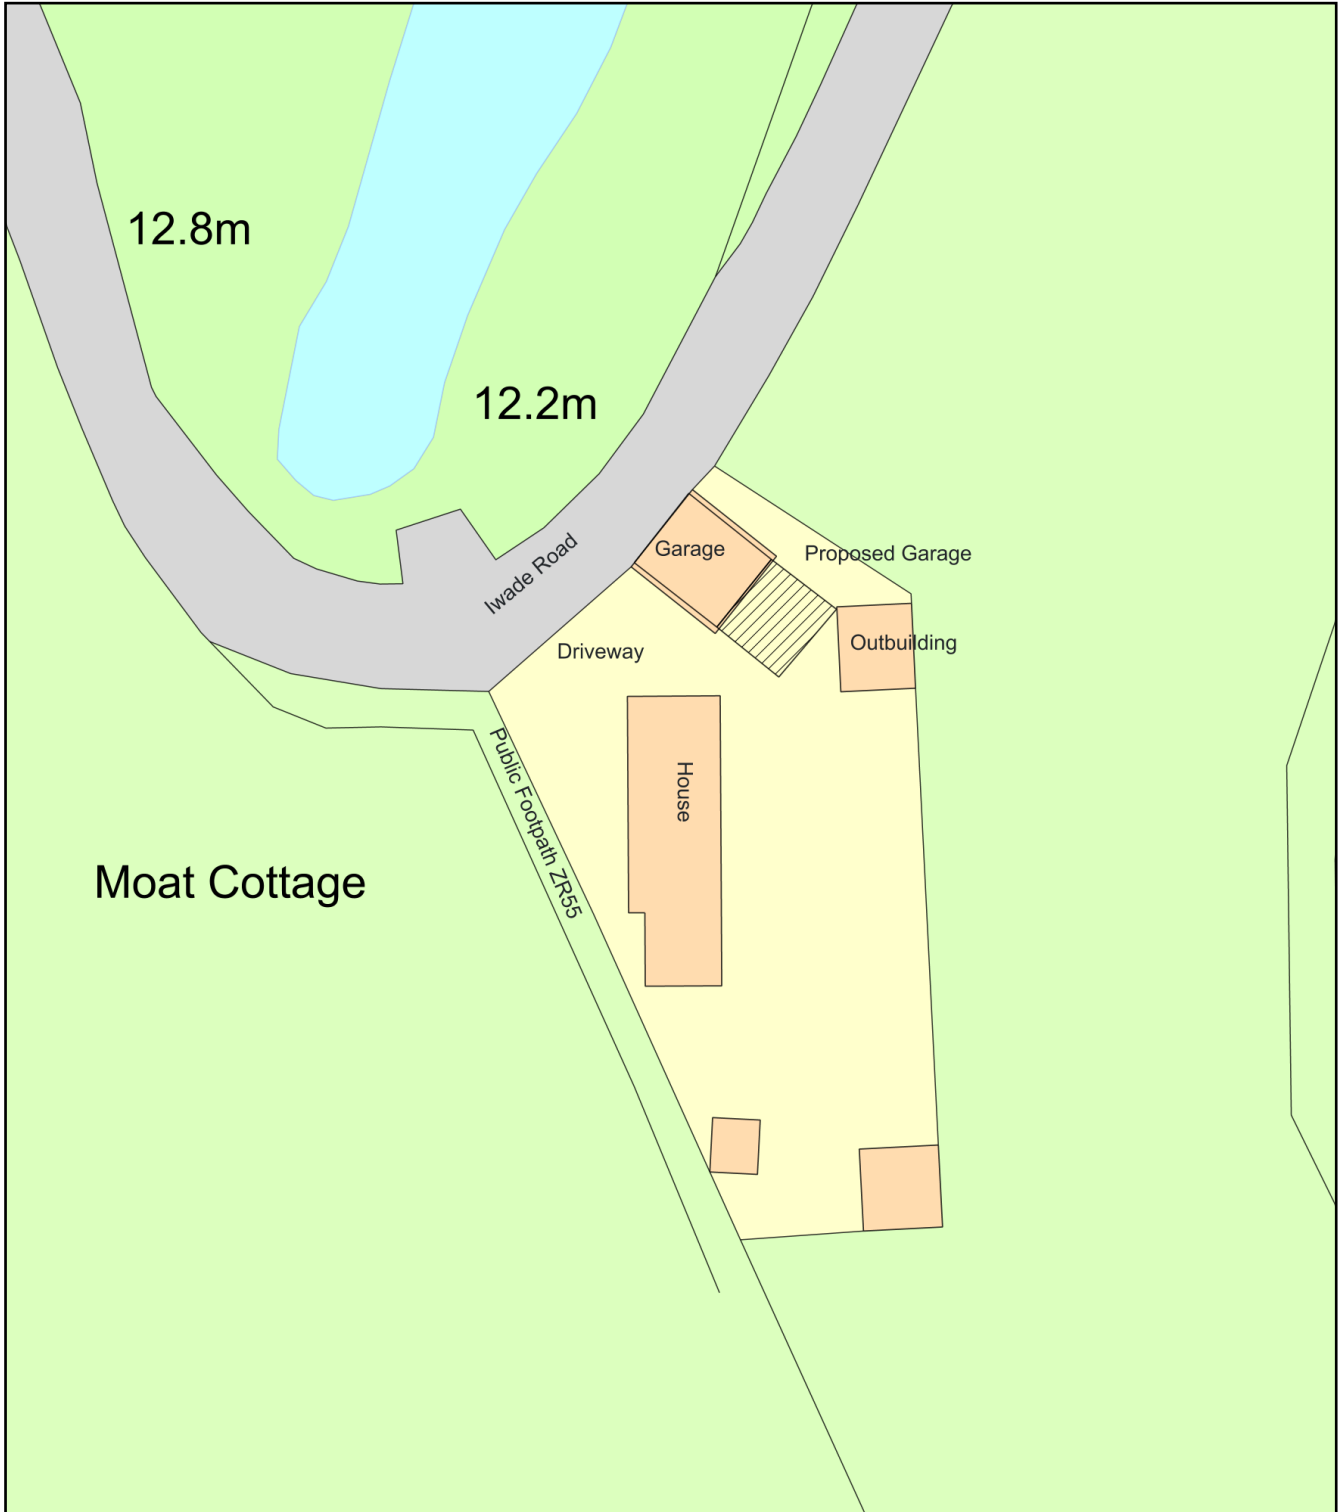 12.8m
12.2m
Iwade Road
Garage
Proposed Garage
Driveway
Outbuilding
House
Public Footpath ZR55
Moat Cottage